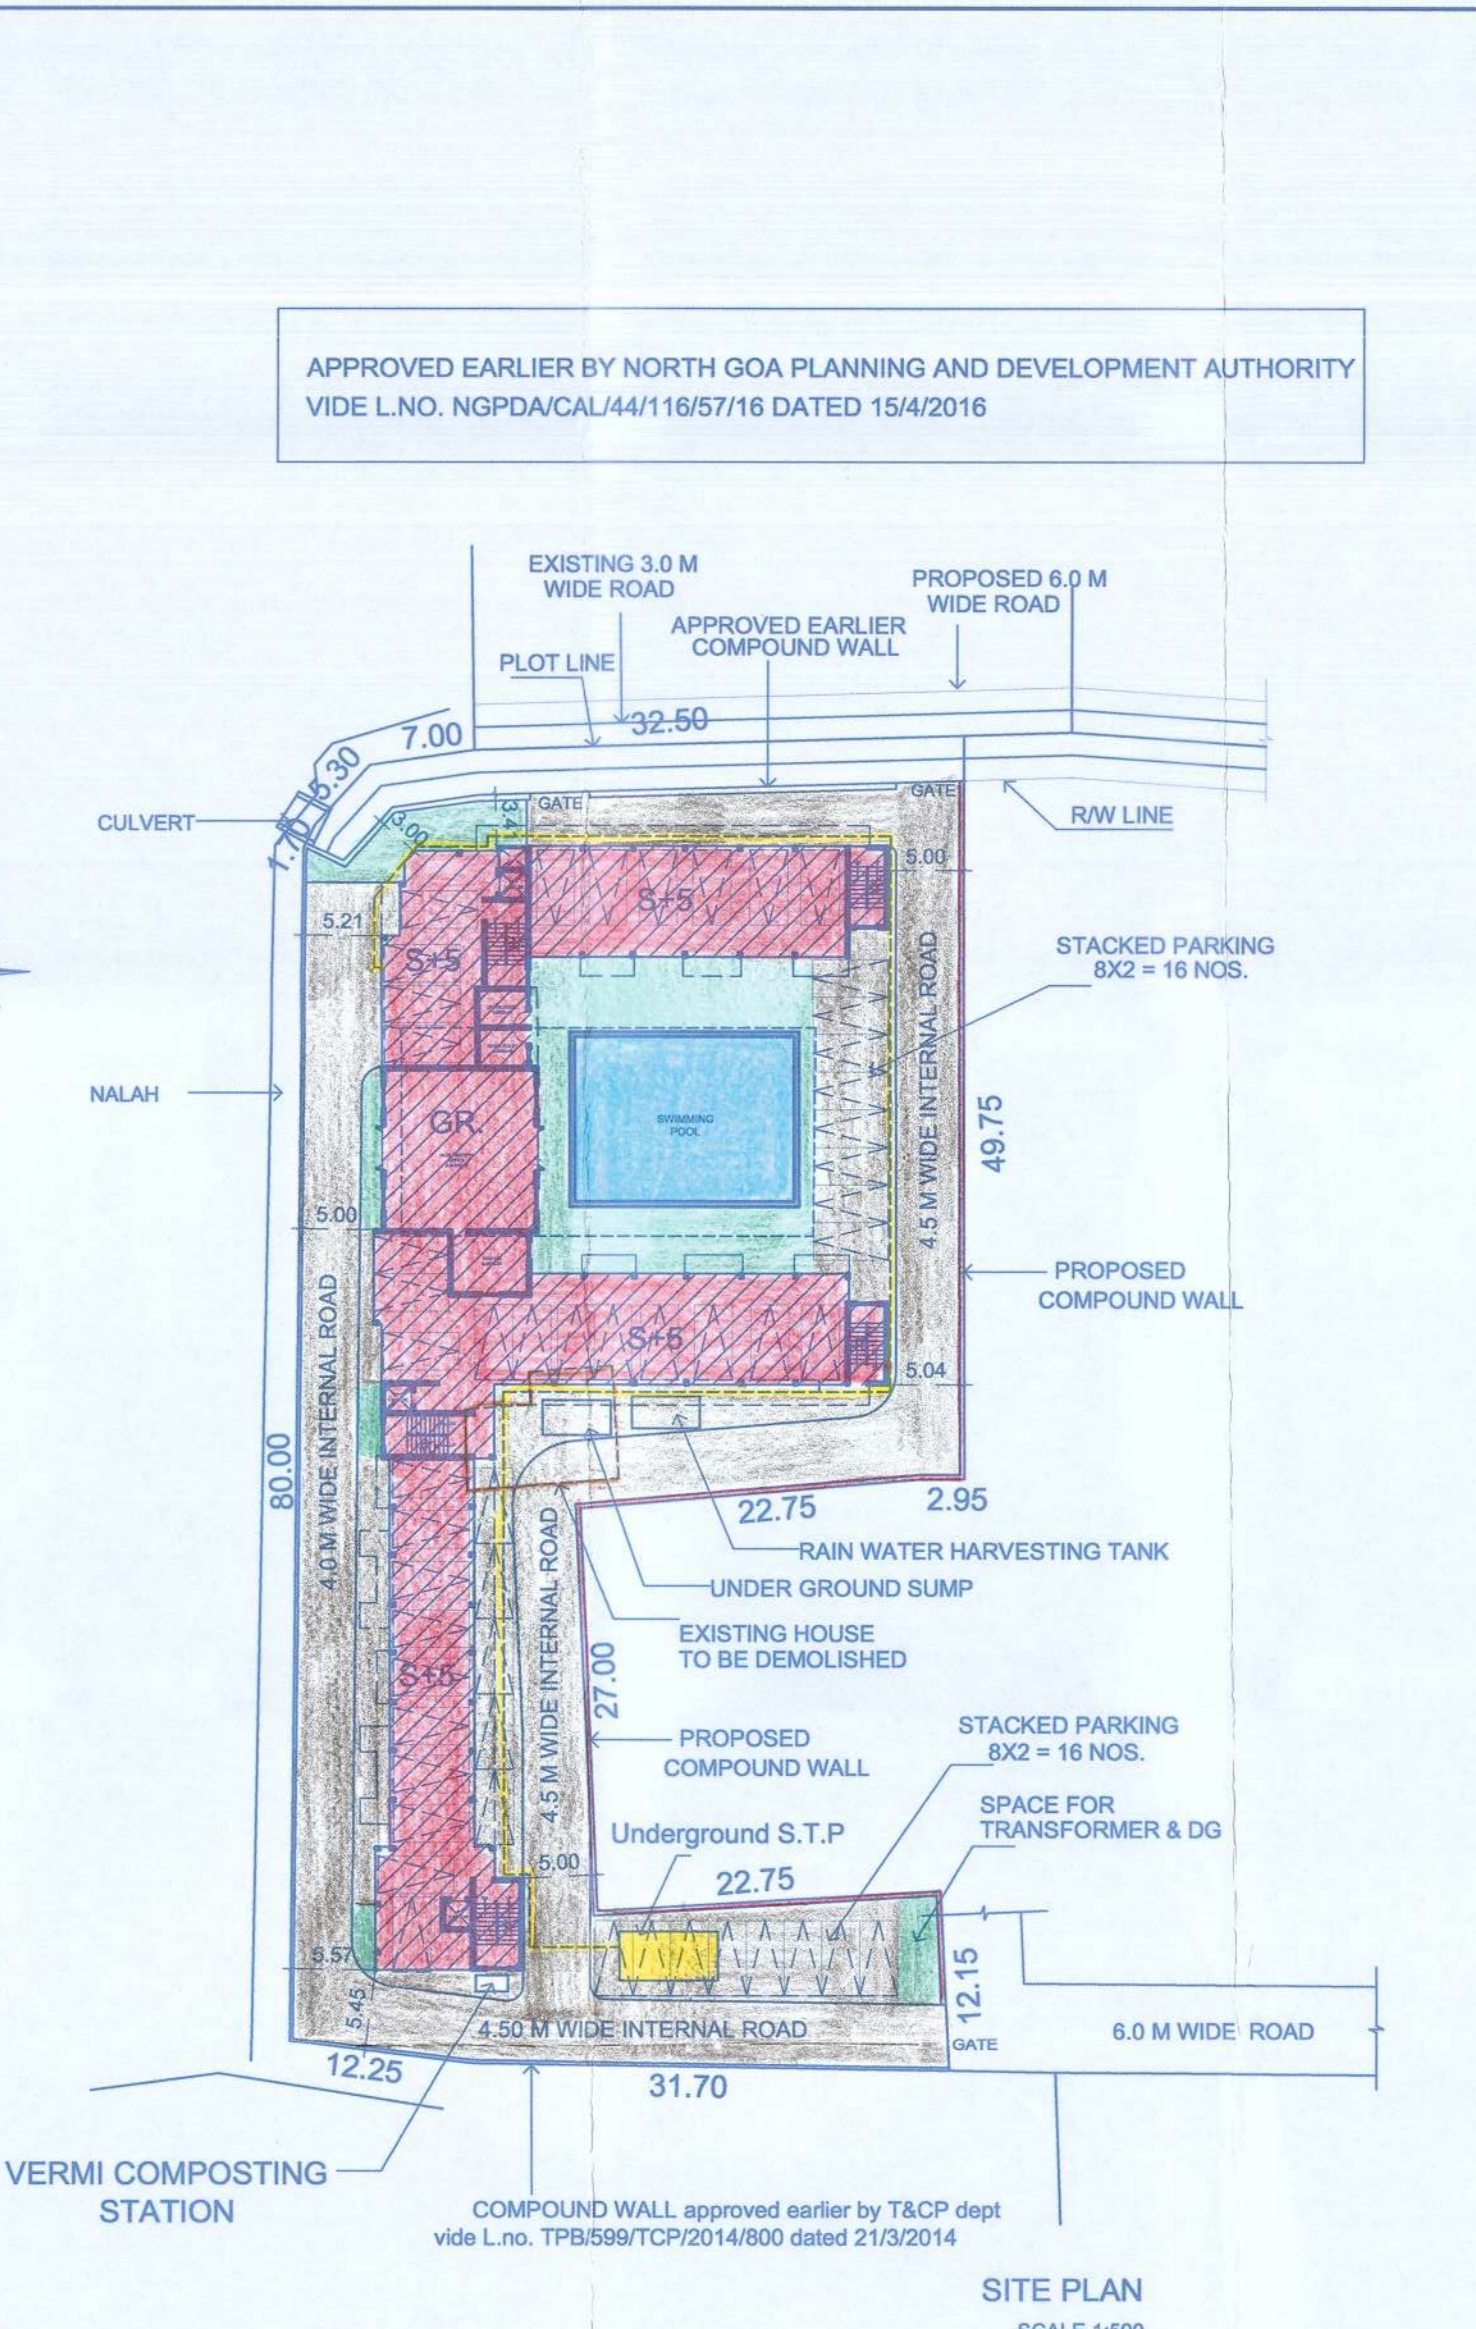 APPROVED EARLIER BY NORTH GOA PLANNING AND DEVELOPMENT AUTHORITY
VIDE L.NO. NGPDA/CAL/44/116/57/16 DATED 15/4/2016
EXISTING 3.0 M
WIDE ROAD
PROPOSED 6.0 M
WIDE ROAD
APPROVED EARLIER
COMPOUND WALL
PLOT LINE
32.50
7.00
5.30
CULVERT
1.70
3.00
3.41
GATE
GATE
R/W LINE
5.00
S+5
5.21
S+5
STACKED PARKING
8X2 = 16 NOS.
4.5 M WIDE INTERNAL ROAD
NALAH
GR.
SWIMMING
POOL
49.75
5.00
PROPOSED
COMPOUND WALL
4.0 M WIDE INTERNAL ROAD
S+5
5.04
80.00
22.75
2.95
RAIN WATER HARVESTING TANK
UNDER GROUND SUMP
EXISTING HOUSE
TO BE DEMOLISHED
4.5 M WIDE INTERNAL ROAD
27.00
S+5
PROPOSED
COMPOUND WALL
STACKED PARKING
8X2 = 16 NOS.
SPACE FOR
TRANSFORMER & DG
Underground S.T.P
5.00
22.75
5.57
5.45
12.15
4.50 M WIDE INTERNAL ROAD
GATE
6.0 M WIDE ROAD
12.25
31.70
VERMI COMPOSTING
STATION
COMPOUND WALL approved earlier by T&CP dept
vide L.no. TPB/599/TCP/2014/800 dated 21/3/2014
SITE PLAN
SCALE 1:500